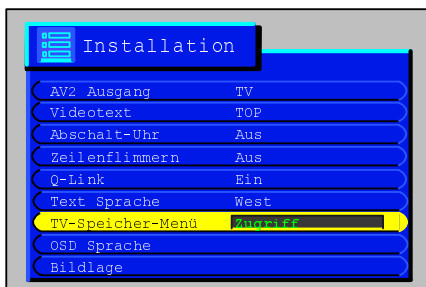 Installation
AV2 Ausgang TV
Videotext TOP
Abschalt-Uhr Aus
Zeilenflimmern Aus
Q-Link Ein
Text Sprache West
TV-Speicher-Menü Zugriff
OSD Sprache
Bildlage